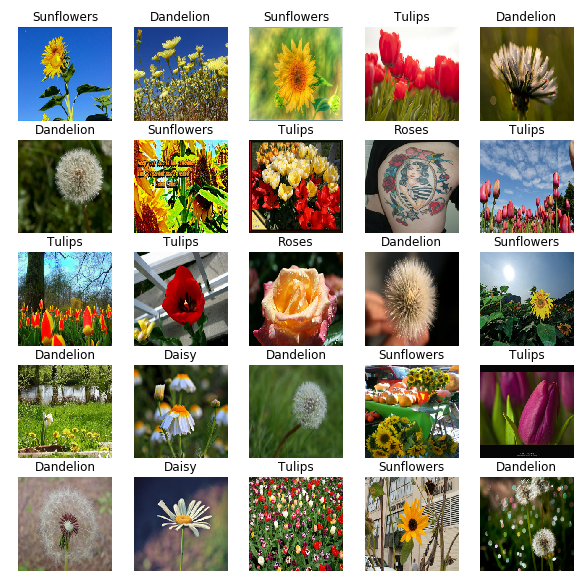 Sunflowers Dandelion Sunflowers Tulips Dandelion
Dandelion Sunflowers Tulips Roses Tulips
Tulips Tulips Roses Dandelion Sunflowers
Dandelion Daisy Dandelion Sunflowers Tulips
Dandelion Daisy Tulips Sunflowers Dandelion